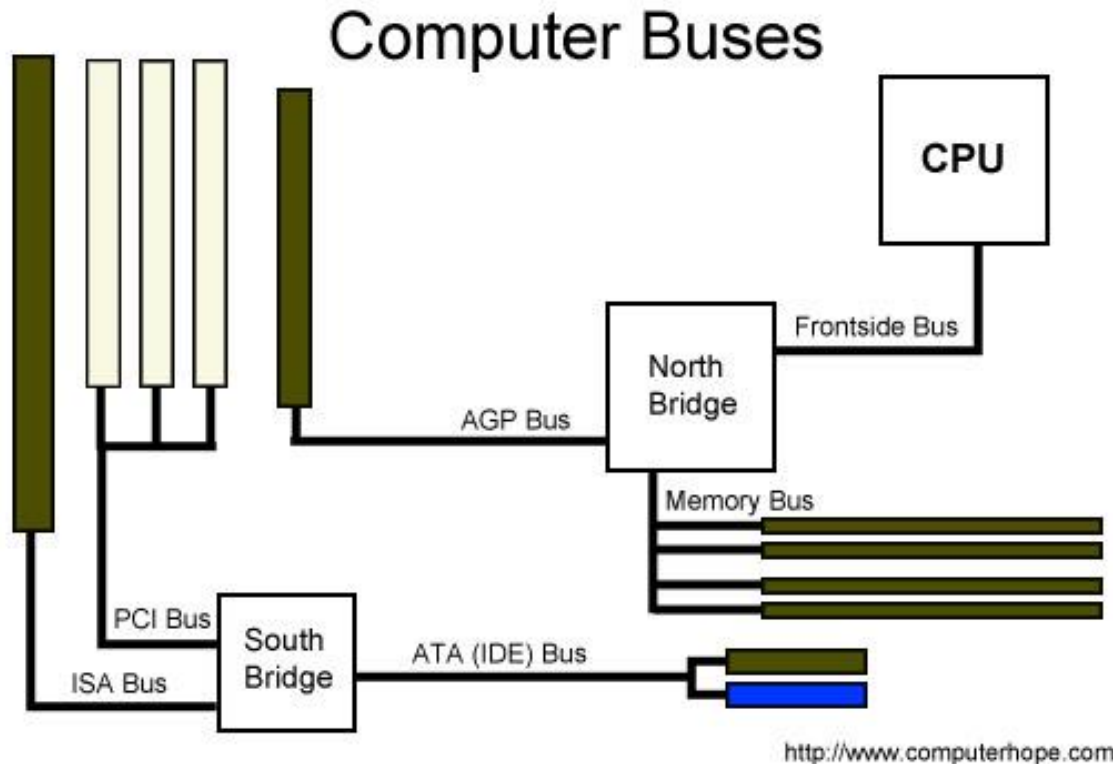 Computer Buses
CPU
Frontside Bus
North
Bridge
AGP Bus
Memory Bus
PCI Bus
South
Bridge
ATA (IDE) Bus
ISA Bus
http://www.computerhope.com